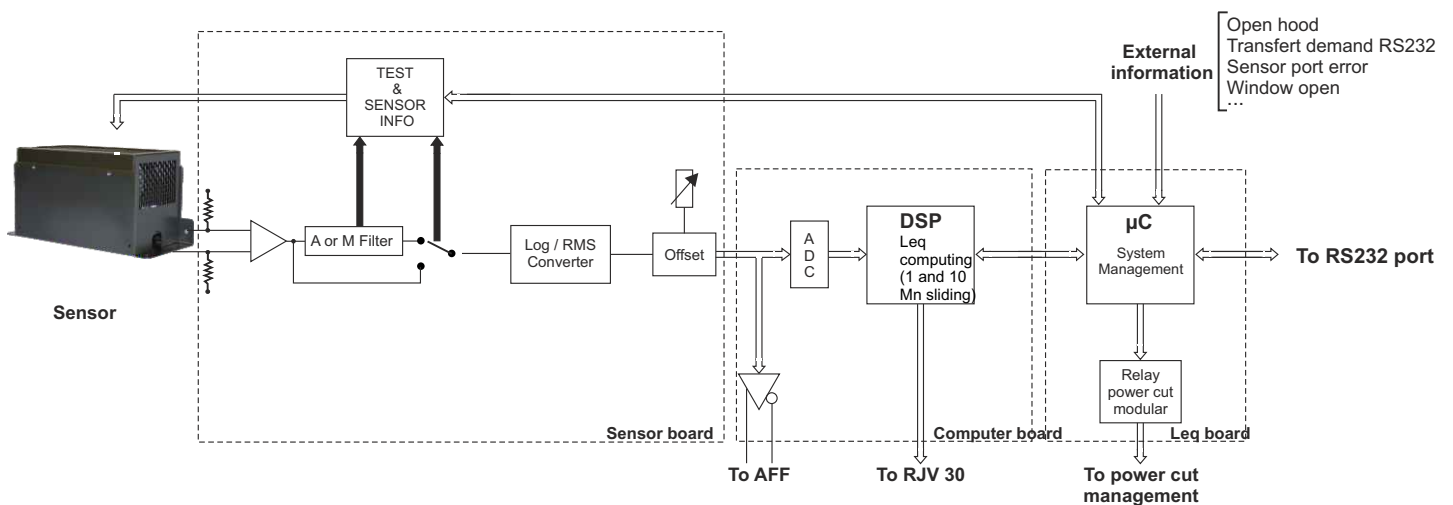 Open hood
Transfert demand RS232
Sensor port error
Window open
...
External
information
TEST
&
SENSOR
INFO
Sensor
A or M Filter
Log / RMS
Converter
Offset
A
D
C
DSP
Leq
computing
(1 and 10
Mn sliding)
µC
System
Management
To RS232 port
Relay
power cut
modular
Sensor board
Computer board
Leq board
To AFF
To RJV 30
To power cut
management